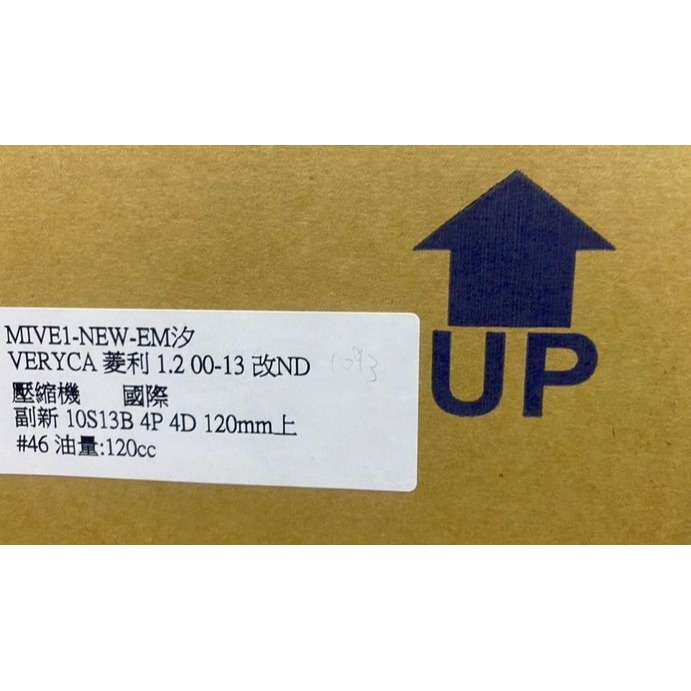 MIVE1-NEW-EM汐
VERYCA 菱利 1.2 00-13 改ND
壓縮機 國際
副新 10S13B 4P 4D 120mm上
#46 油量:120cc
UP